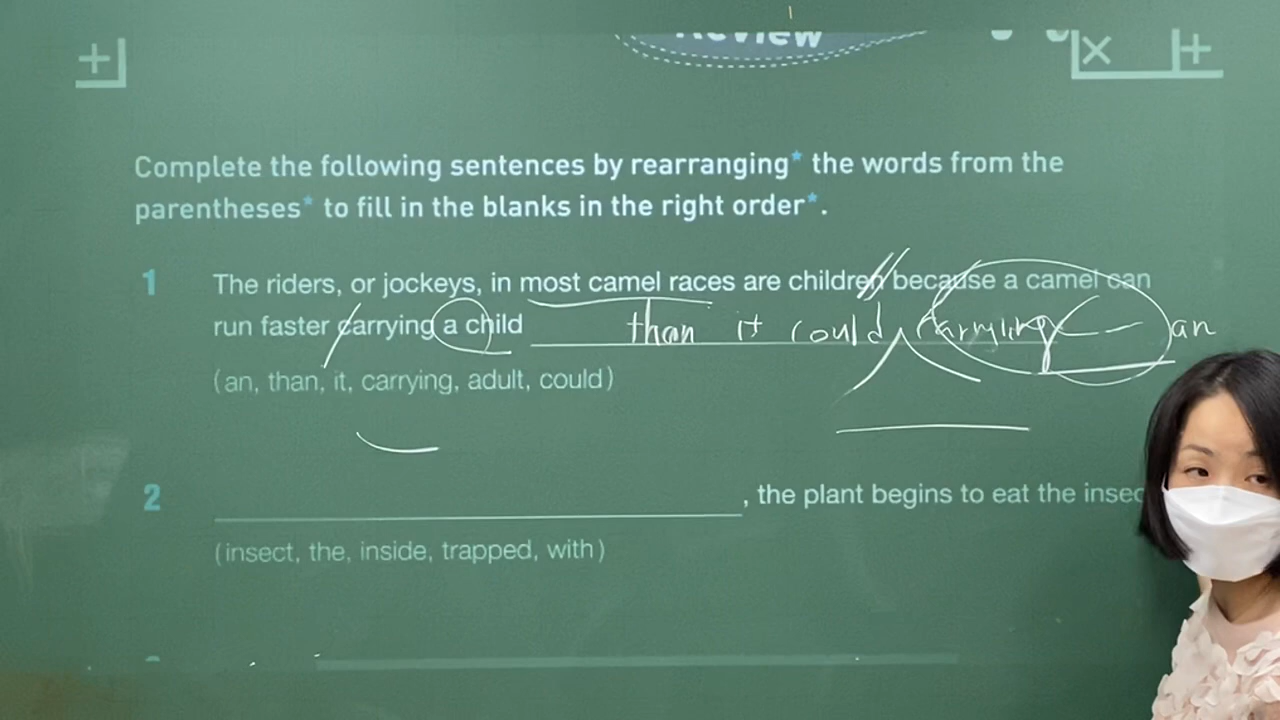 Review
Complete the following sentences by rearranging* the words from the
parentheses* to fill in the blanks in the right order*.
1 The riders, or jockeys, in most camel races are children because a camel can
run faster carrying a child than it could carrying an
(an, than, it, carrying, adult, could)
2 , the plant begins to eat the insec
(insect, the, inside, trapped, with)